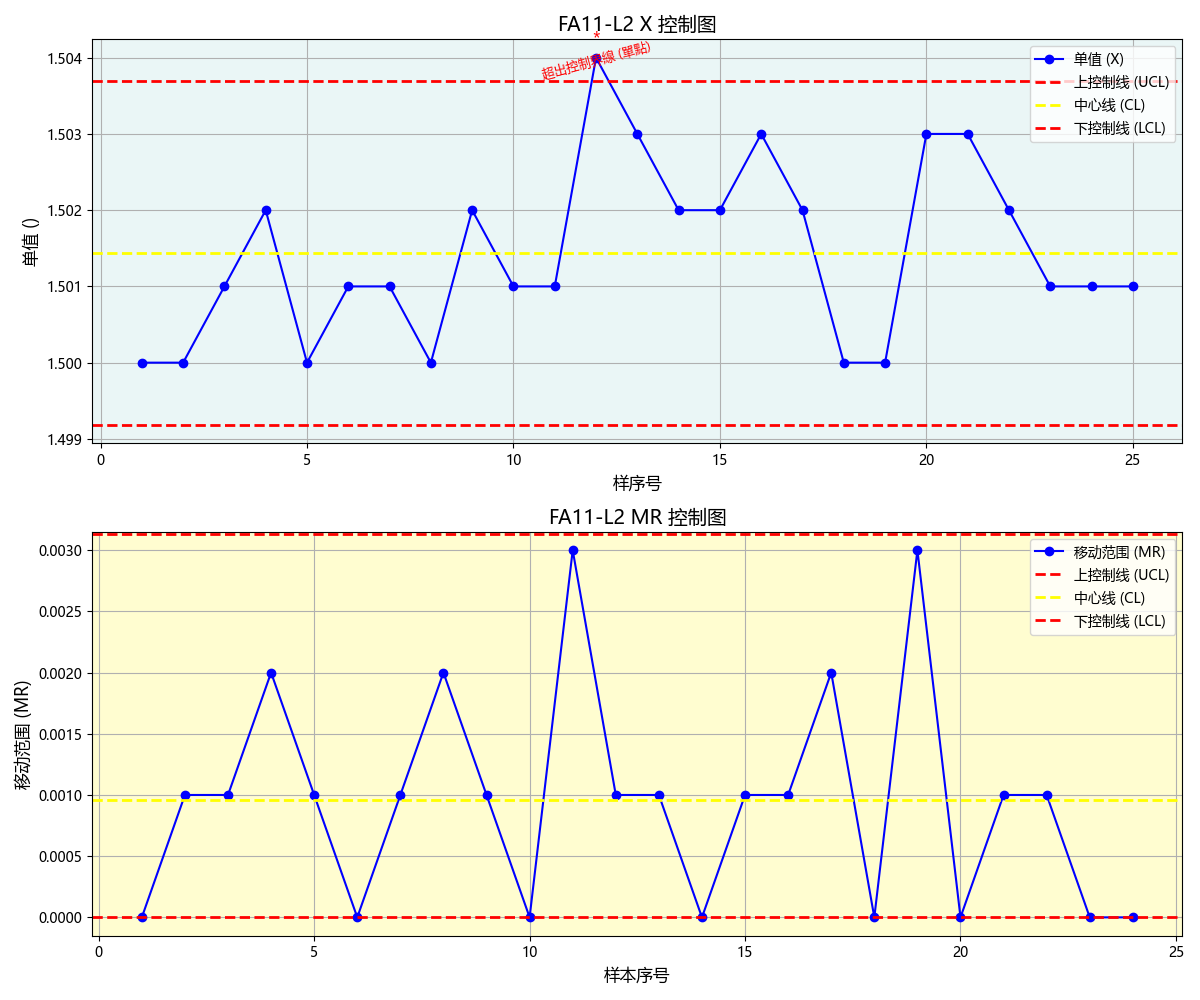 FA11-L2 X 控制图
*
超出控制界線 (單點)
单值 (X)
上控制线 (UCL)
中心线 (CL)
下控制线 (LCL)
单值 ()
1.504
1.503
1.502
1.501
1.500
1.499
0 5 10 15 20 25
样序号
FA11-L2 MR 控制图
移动范围 (MR)
上控制线 (UCL)
中心线 (CL)
下控制线 (LCL)
移动范围 (MR)
0.0030
0.0025
0.0020
0.0015
0.0010
0.0005
0.0000
0 5 10 15 20 25
样本序号